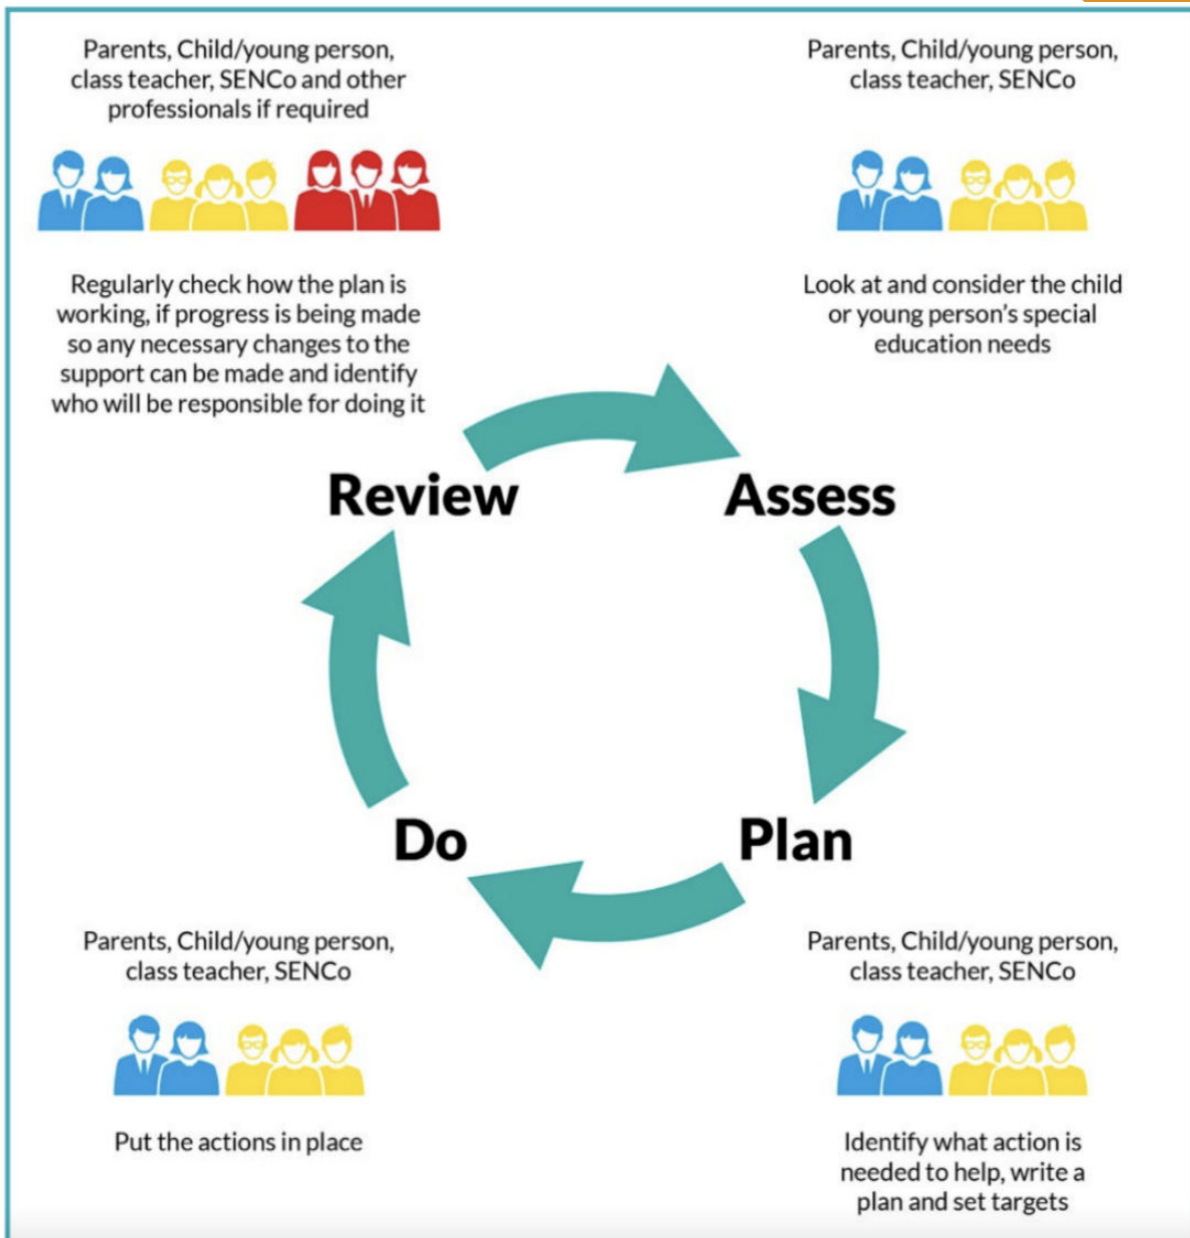 Parents, Child/young person,
class teacher, SENCo and other
professionals if required
Regularly check how the plan is
working, if progress is being made
so any necessary changes to the
support can be made and identify
who will be responsible for doing it
Parents, Child/young person,
class teacher, SENCo
Look at and consider the child
or young person's special
education needs
Review
Assess
Do
Plan
Parents, Child/young person,
class teacher, SENCo
Put the actions in place
Parents, Child/young person,
class teacher, SENCo
Identify what action is
needed to help, write a
plan and set targets